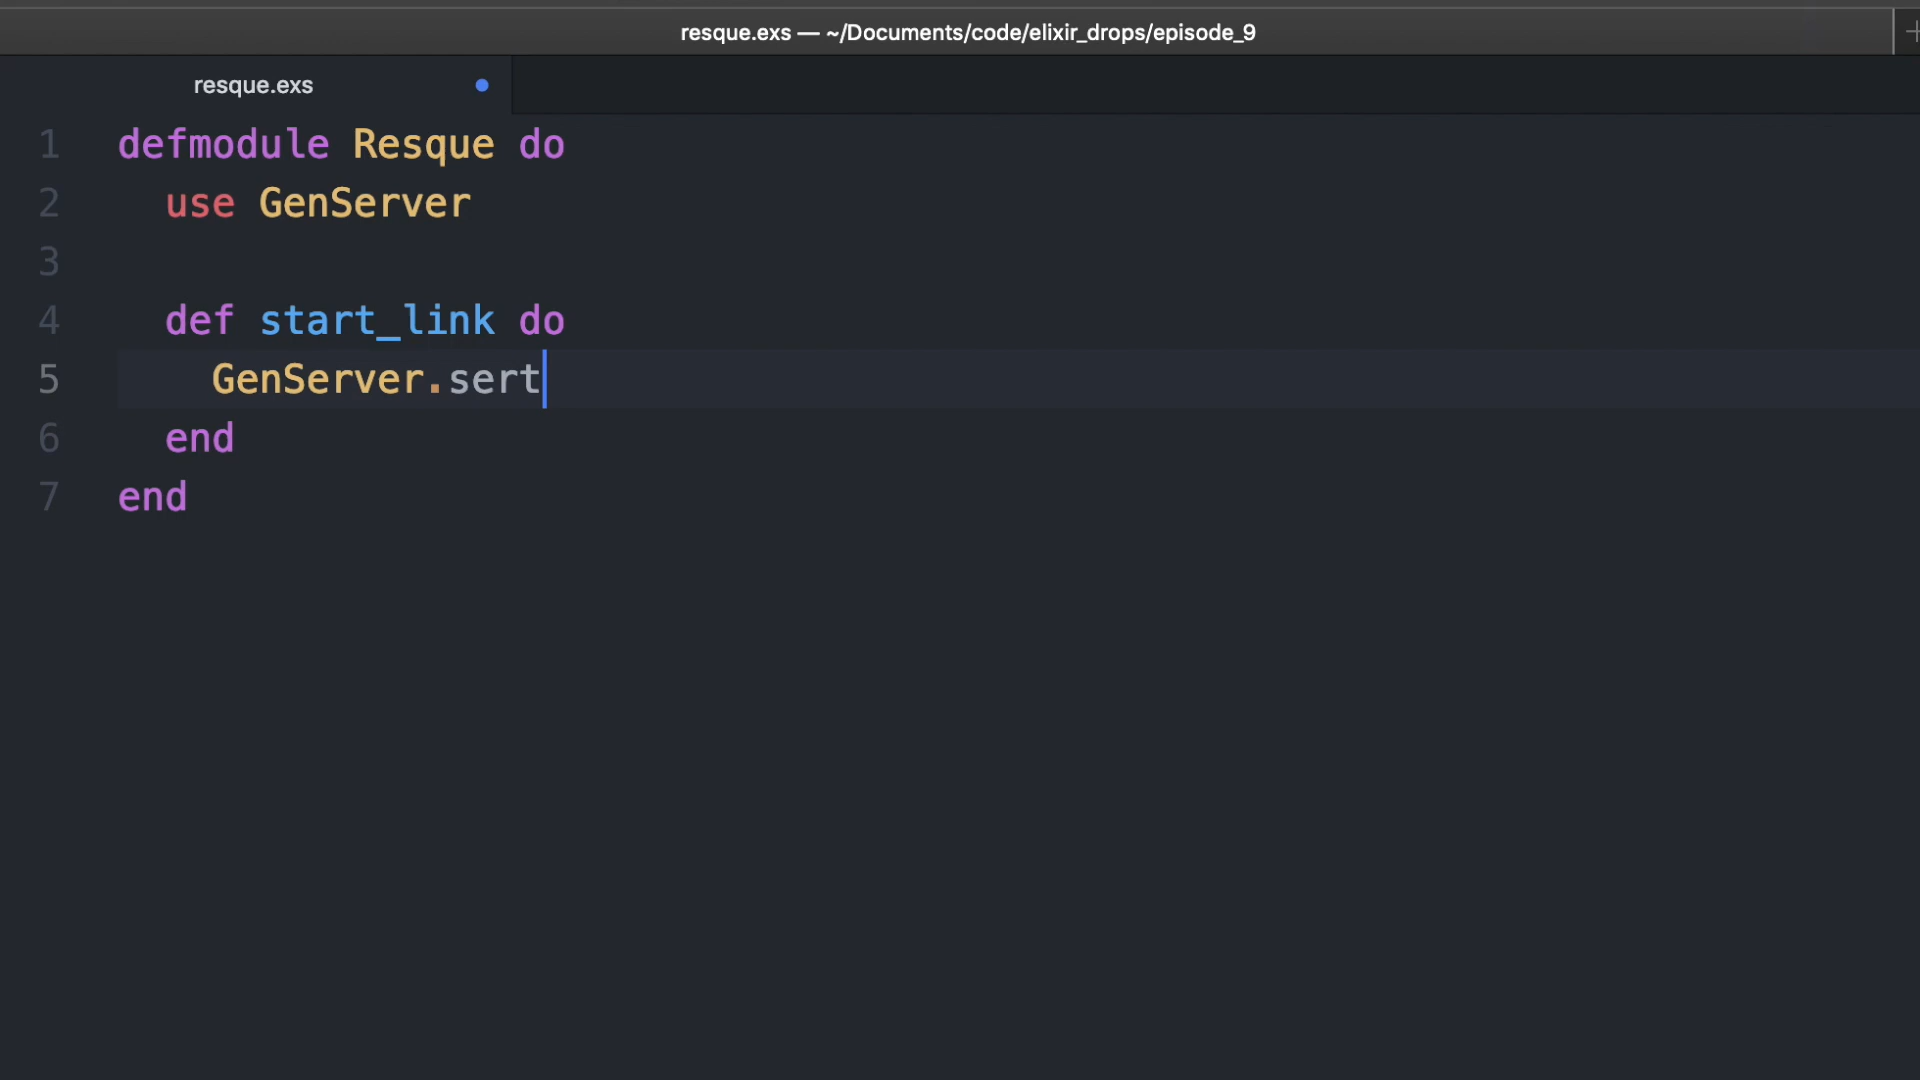 resque.exs — ~/Documents/code/elixir_drops/episode_9
resque.exs
1 defmodule Resque do
2 use GenServer
3
4 def start_link do
5 GenServer.sert
6 end
7 end